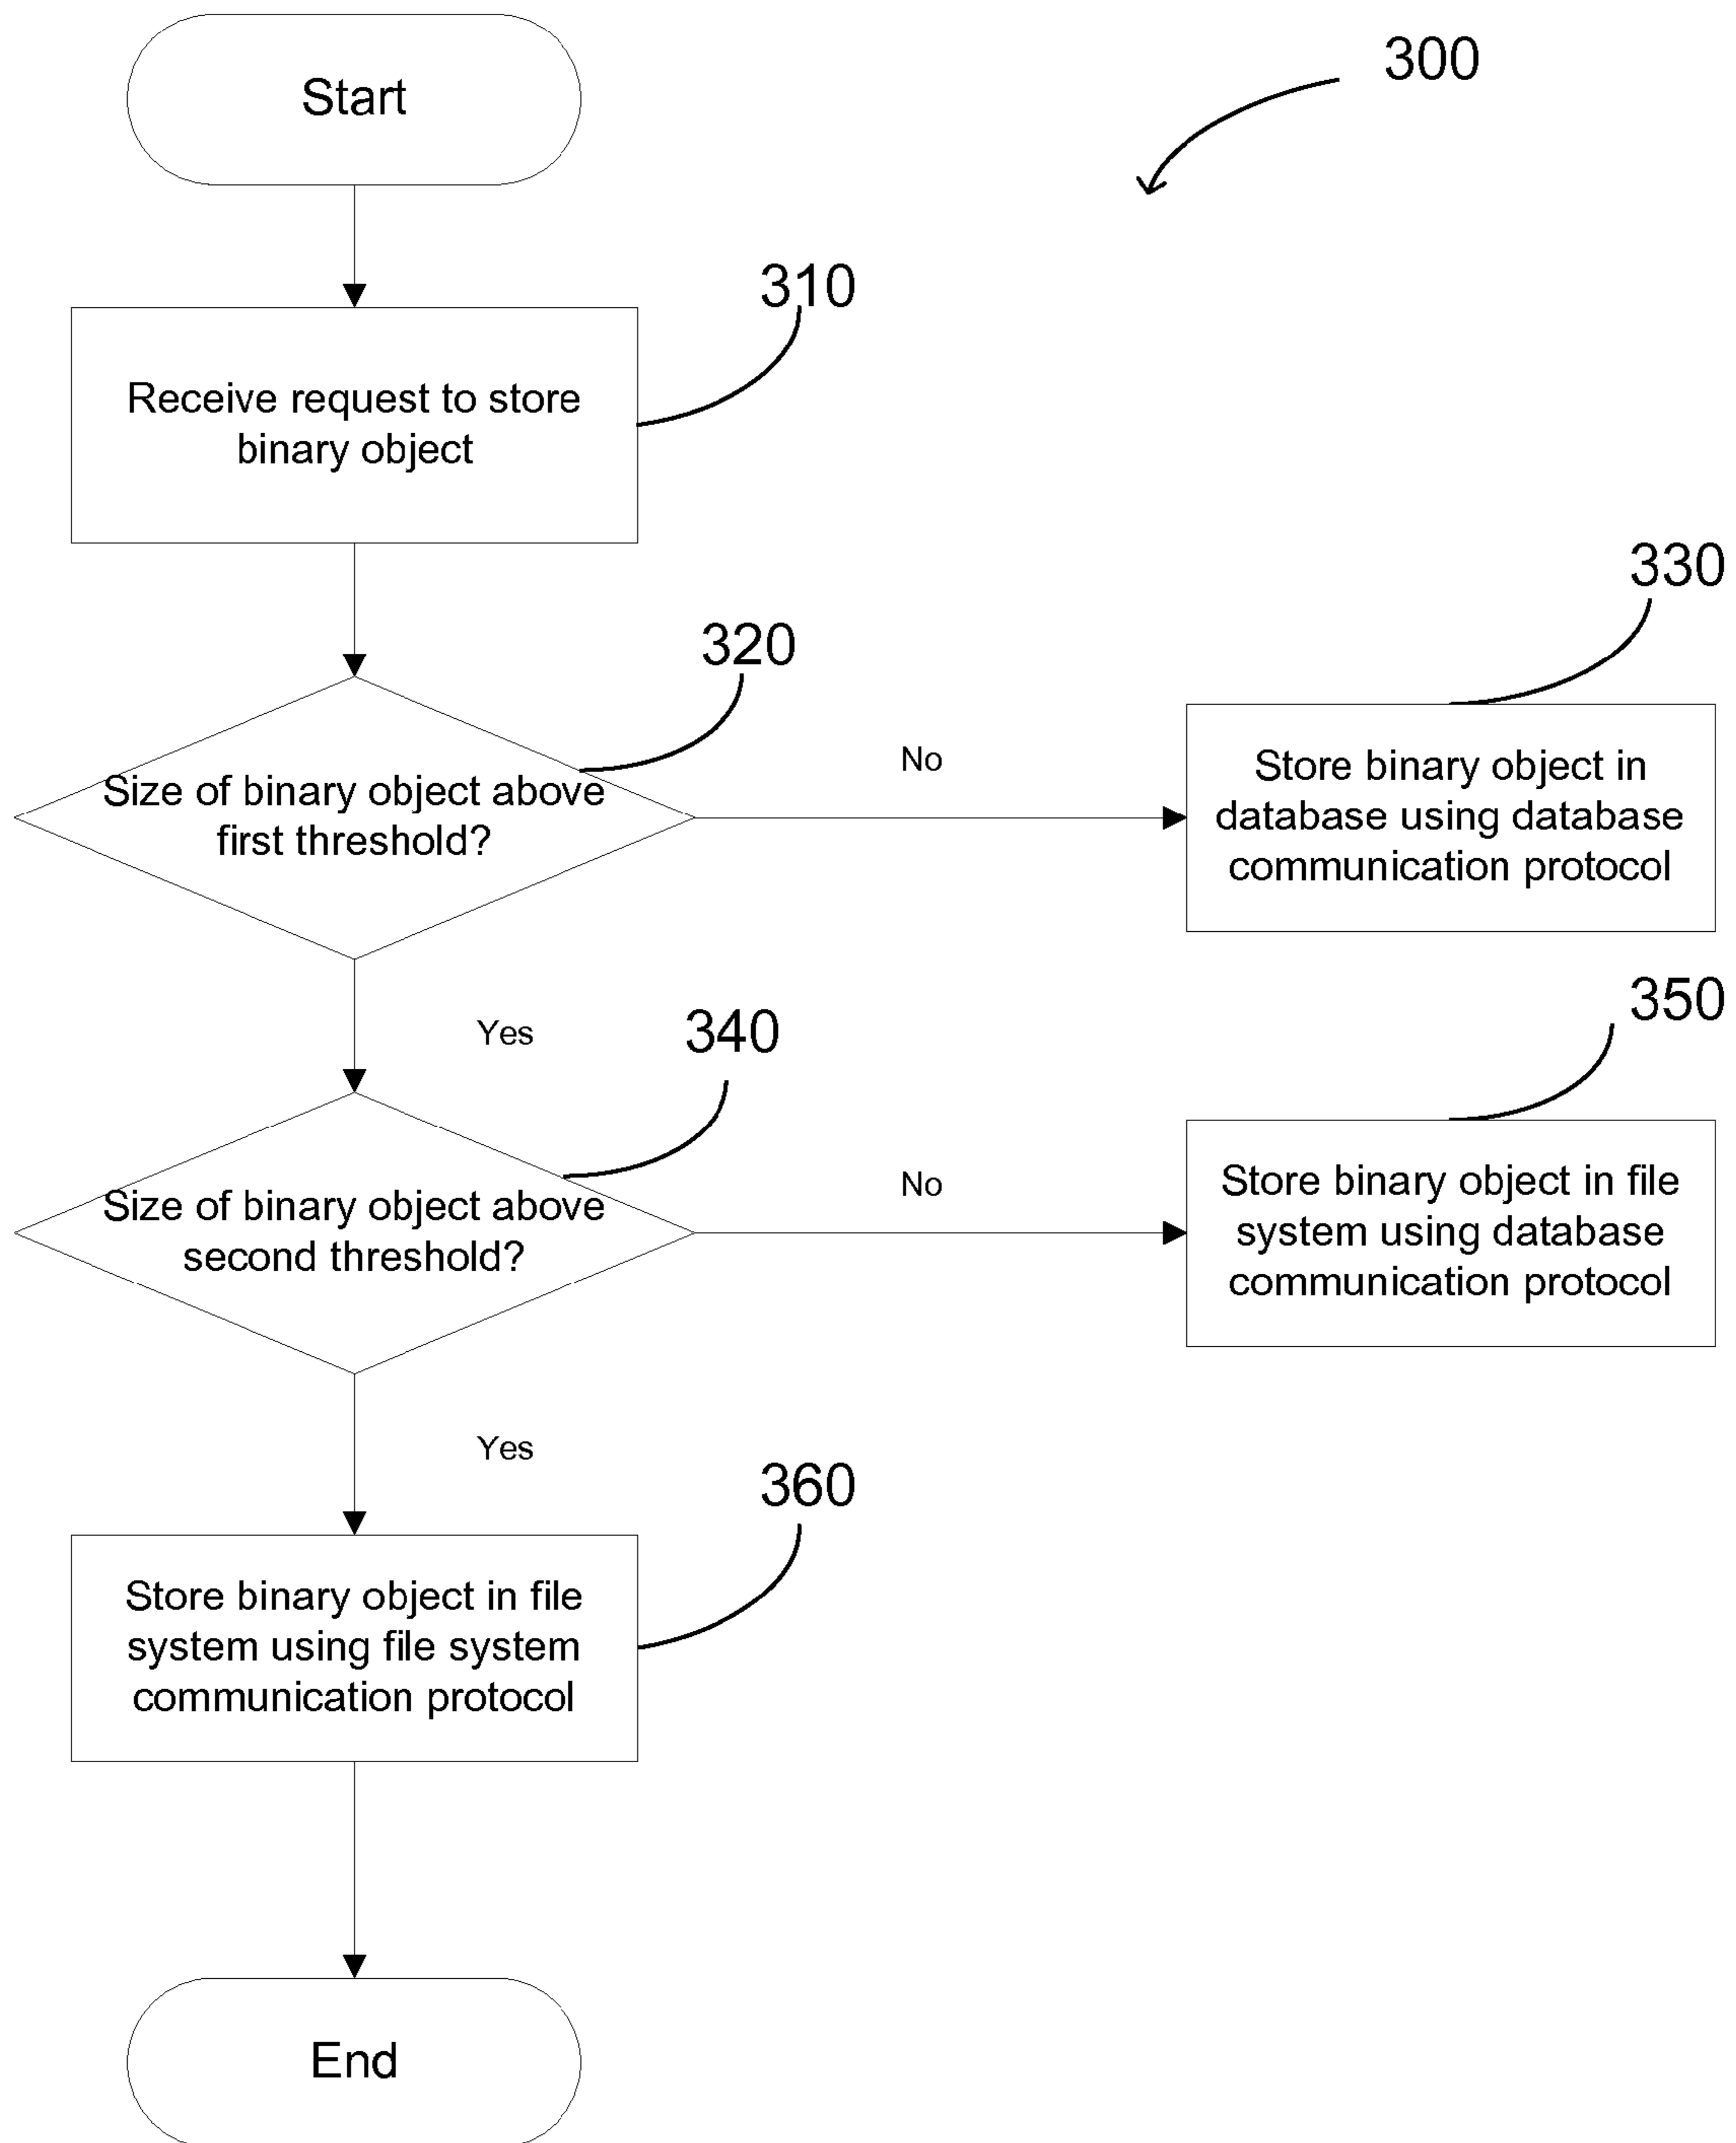 Start
300
310
Receive request to store
binary object
320
330
Size of binary object above
first threshold?
No
Store binary object in
database using database
communication protocol
Yes
340
350
Size of binary object above
second threshold?
No
Store binary object in file
system using database
communication protocol
Yes
360
Store binary object in file
system using file system
communication protocol
End